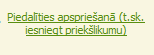 Piedalīties apspriešanā (t.sk.
iesniegt priekšlikumu)